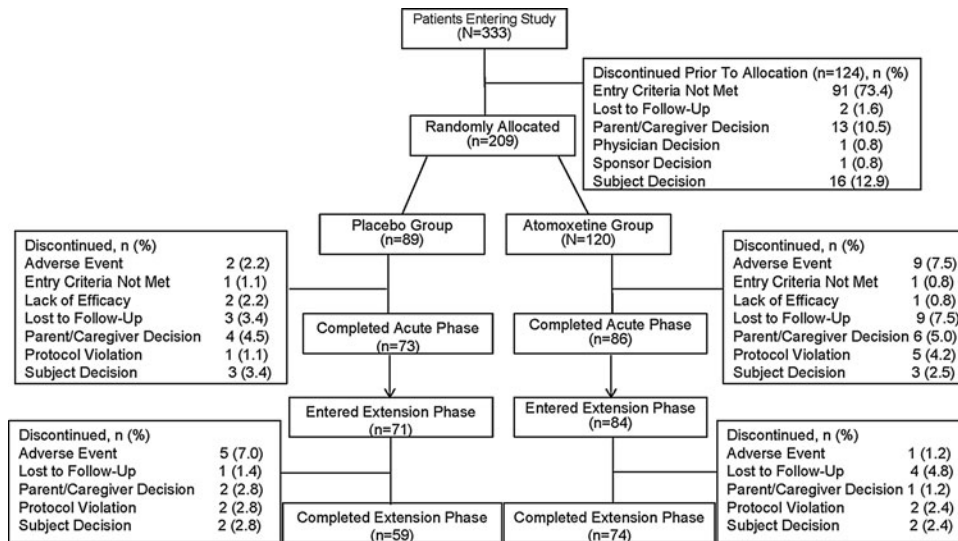 Patients Entering Study
(N=333)
Discontinued Prior To Allocation (n=124), n (%)
Entry Criteria Not Met 91 (73.4)
Lost to Follow-Up 2 (1.6)
Parent/Caregiver Decision 13 (10.5)
Physician Decision 1 (0.8)
Sponsor Decision 1 (0.8)
Subject Decision 16 (12.9)
Randomly Allocated
(n=209)
Placebo Group
(n=89)
Atomoxetine Group
(N=120)
Discontinued, n (%)
Adverse Event 2 (2.2)
Entry Criteria Not Met 1 (1.1)
Lack of Efficacy 2 (2.2)
Lost to Follow-Up 3 (3.4)
Parent/Caregiver Decision 4 (4.5)
Protocol Violation 1 (1.1)
Subject Decision 3 (3.4)
Discontinued, n (%)
Adverse Event 9 (7.5)
Entry Criteria Not Met 1 (0.8)
Lack of Efficacy 1 (0.8)
Lost to Follow-Up 9 (7.5)
Parent/Caregiver Decision 6 (5.0)
Protocol Violation 5 (4.2)
Subject Decision 3 (2.5)
Completed Acute Phase
(n=73)
Completed Acute Phase
(n=86)
Entered Extension Phase
(n=71)
Entered Extension Phase
(n=84)
Discontinued, n (%)
Adverse Event 5 (7.0)
Lost to Follow-Up 1 (1.4)
Parent/Caregiver Decision 2 (2.8)
Protocol Violation 2 (2.8)
Subject Decision 2 (2.8)
Discontinued, n (%)
Adverse Event 1 (1.2)
Lost to Follow-Up 4 (4.8)
Parent/Caregiver Decision 1 (1.2)
Protocol Violation 2 (2.4)
Subject Decision 2 (2.4)
Completed Extension Phase
(n=59)
Completed Extension Phase
(n=74)